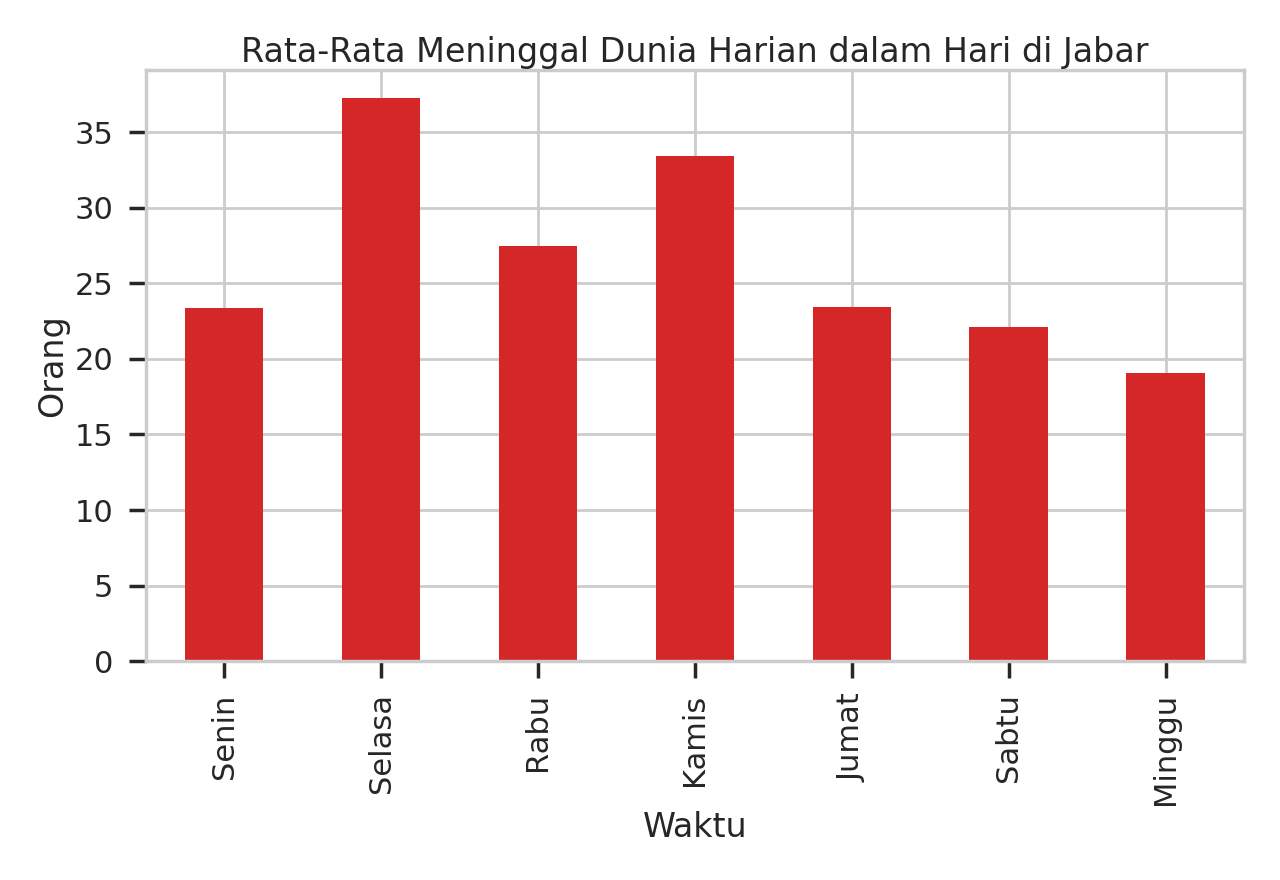 Rata-Rata Meninggal Dunia Harian dalam Hari di Jabar
Orang
35
30
25
20
15
10
5
0
Senin
Selasa
Rabu
Kamis
Jumat
Sabtu
Minggu
Waktu